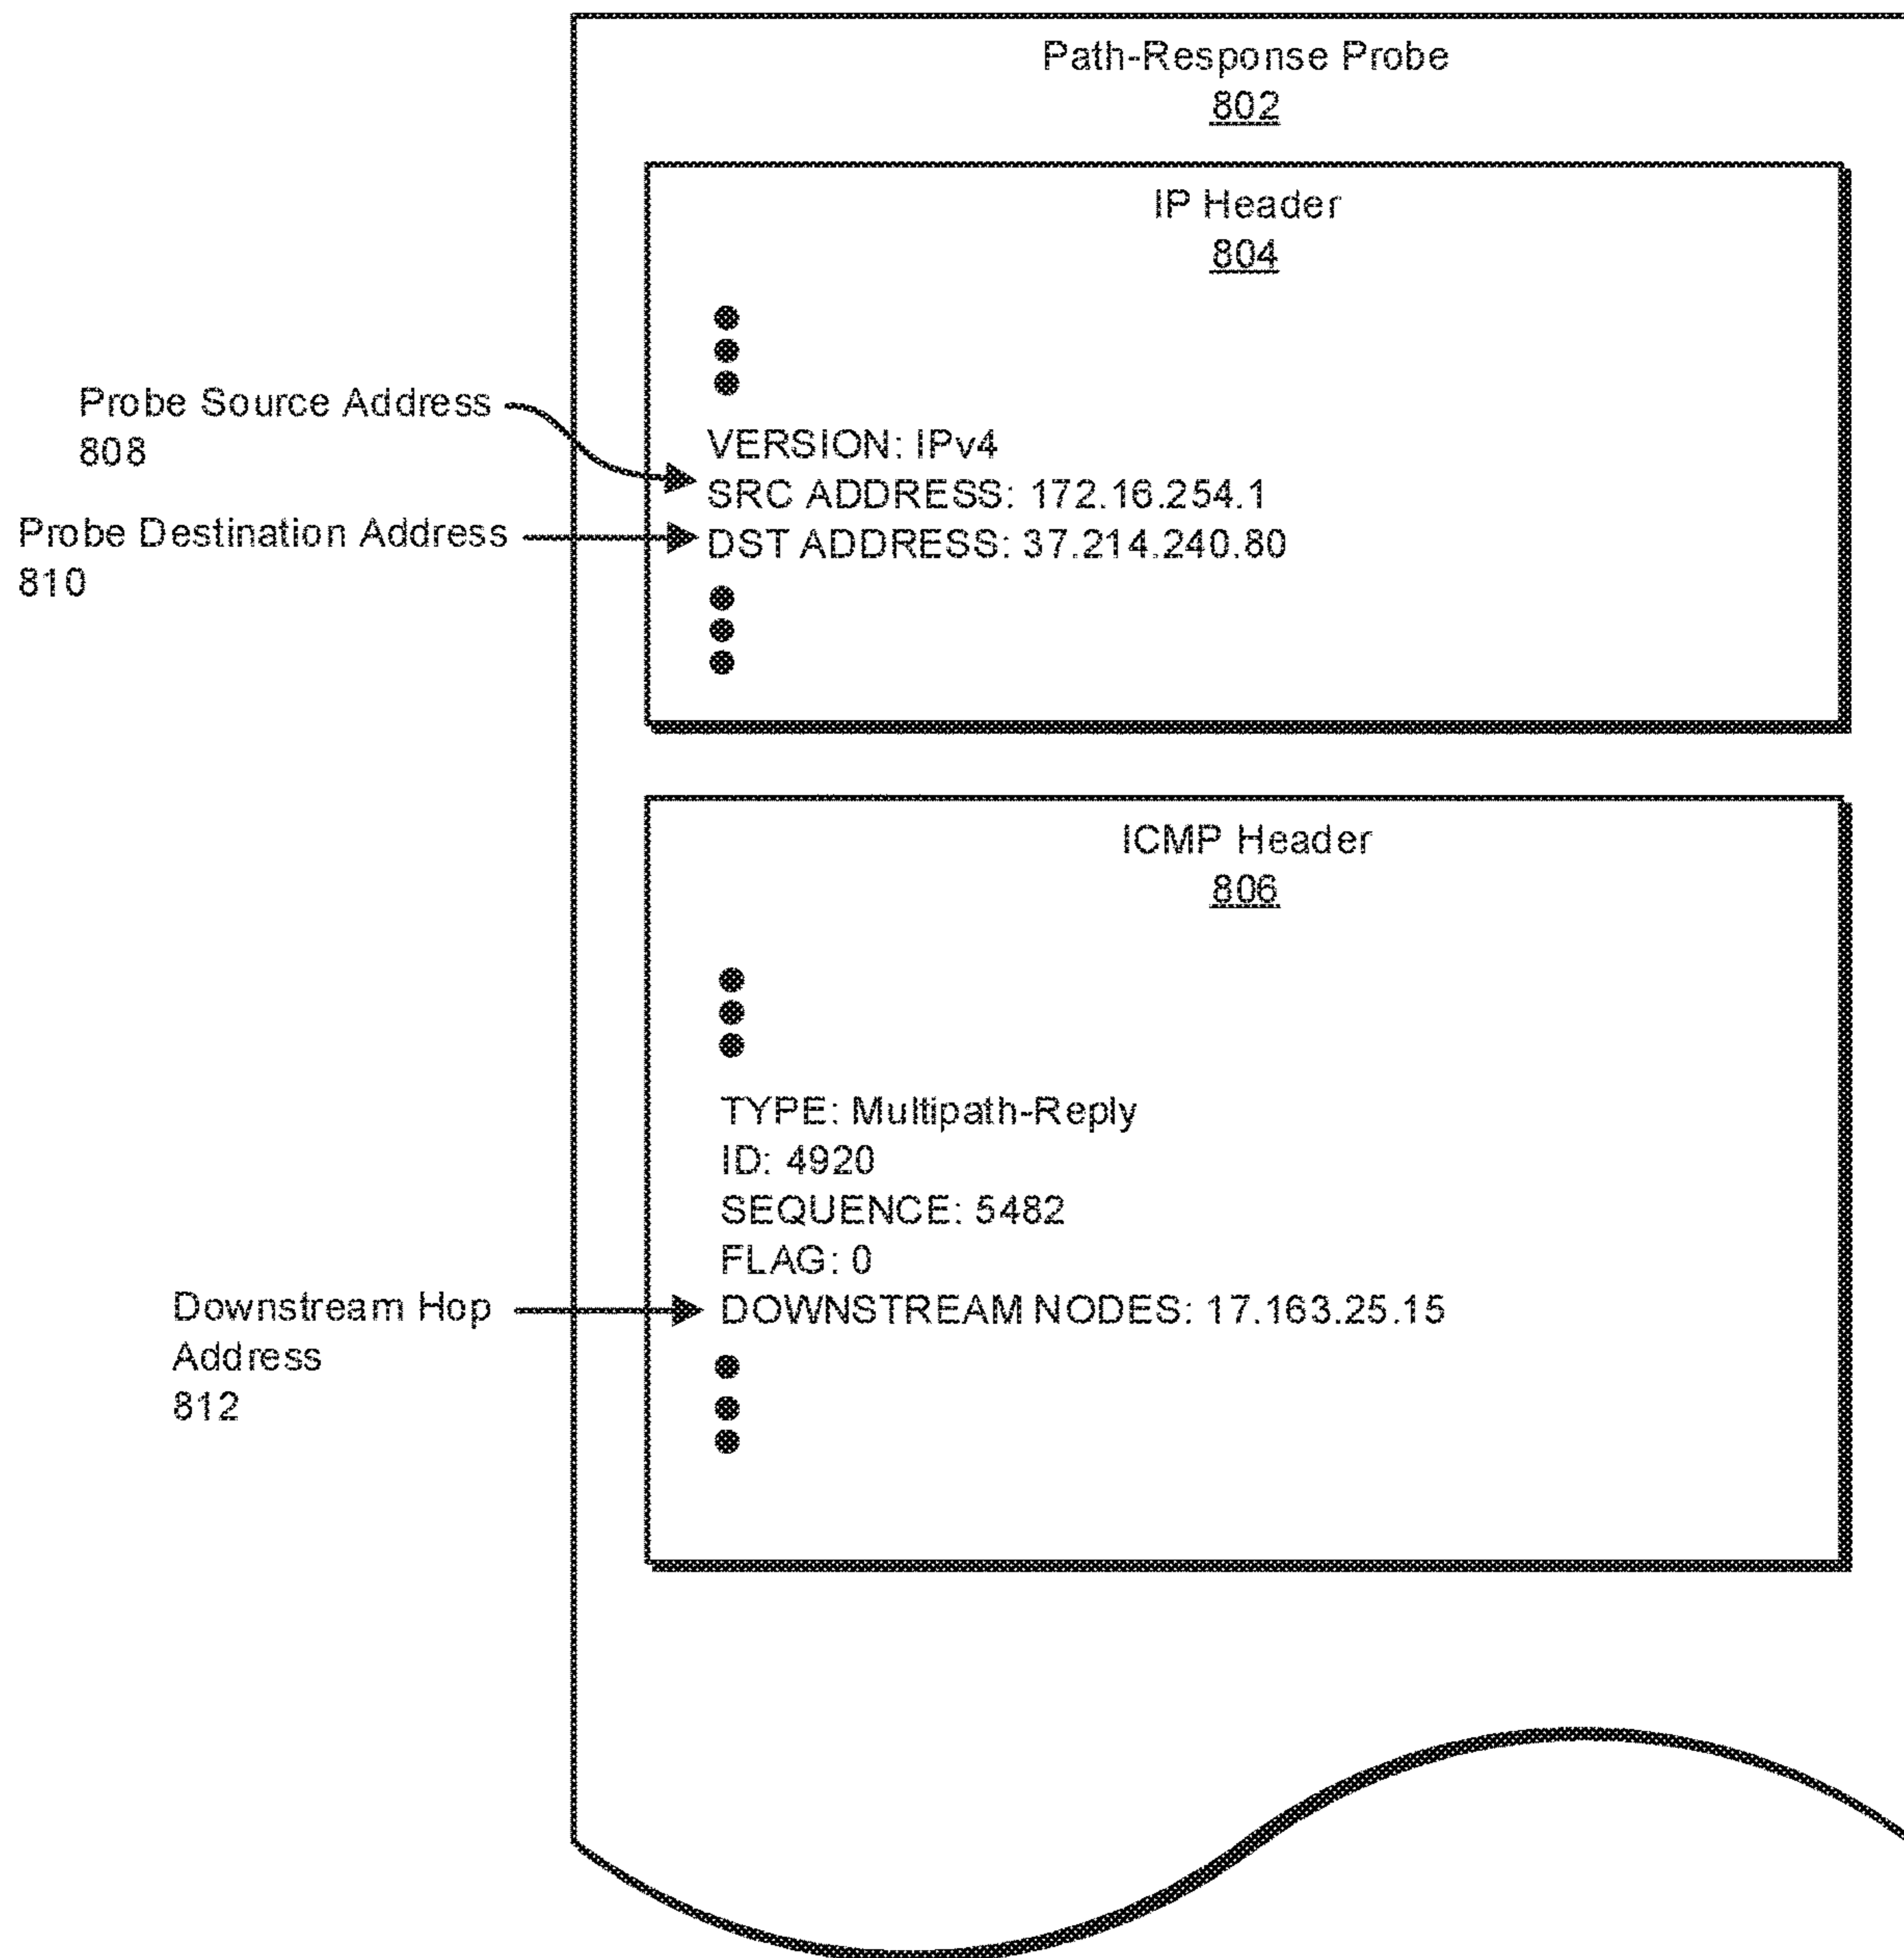 Path-Response Probe
802
IP Header
804
Probe Source Address
808
VERSION: IPv4
SRC ADDRESS: 172.16.254.1
Probe Destination Address
810
DST ADDRESS: 37.214.240.80
ICMP Header
806
TYPE: Multipath-Reply
ID: 4920
SEQUENCE: 5482
FLAG: 0
Downstream Hop
Address
812
DOWNSTREAM NODES: 17.163.25.15